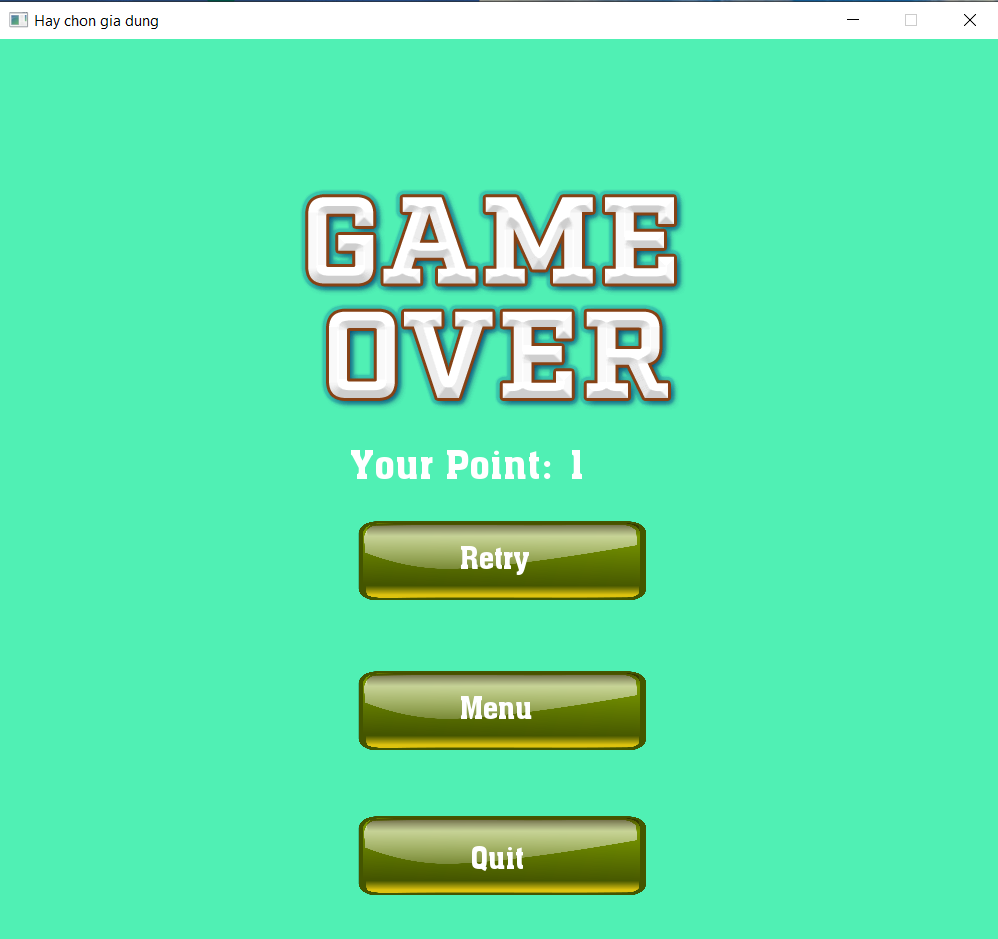 Hay chon gia dung
GAME
OVER
Your Point: 1
Retry
Menu
Quit